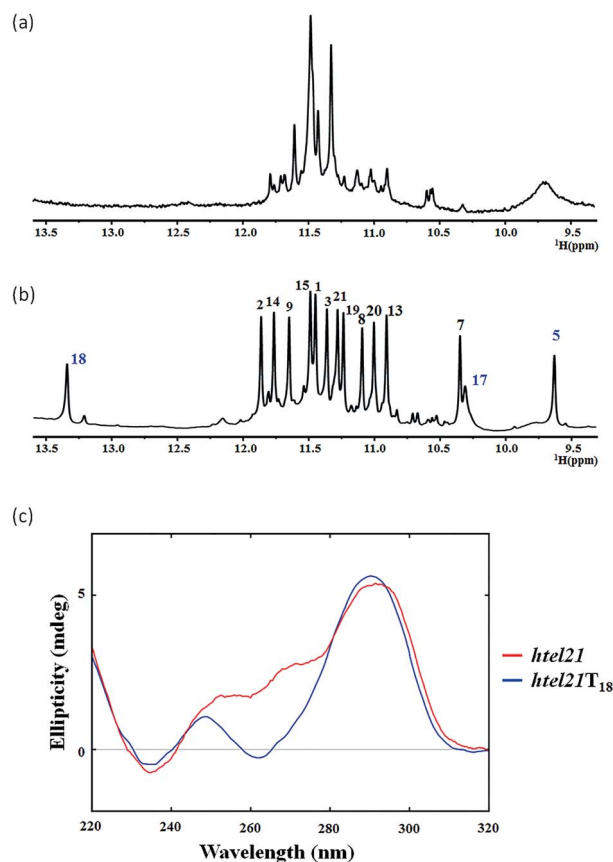 (a)
13.5 13.0 12.5 12.0 11.5 11.0 10.5 10.0 9.5
¹H(ppm)
(b)
18 2 14 9 15 1 3 21 19 8 20 13 7 17 5
13.5 13.0 12.5 12.0 11.5 11.0 10.5 10.0 9.5
¹H(ppm)
(c)
Ellipticity (mdeg)
5
0
htel21
htel21T₁₈
220 240 260 280 300 320
Wavelength (nm)